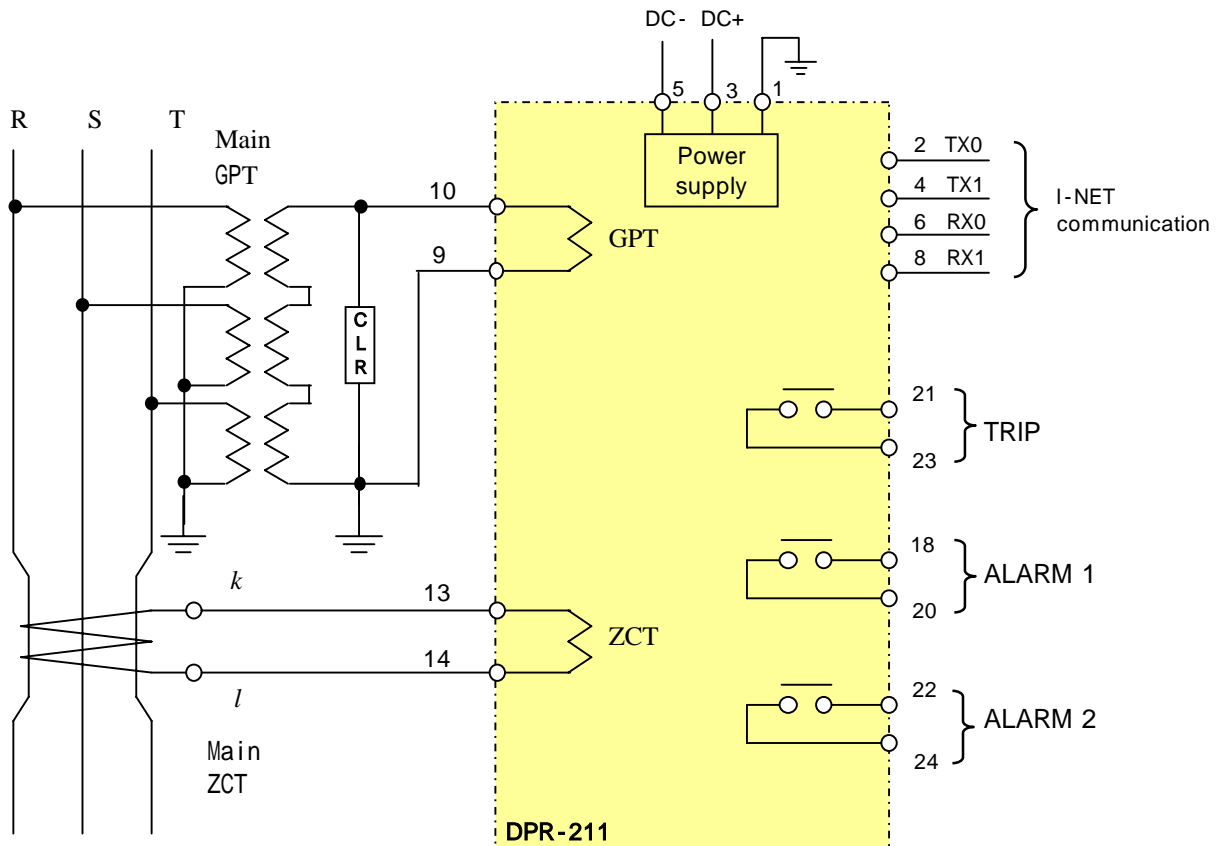 DC- DC+
5 3 1
R S T
Main
GPT
Power
supply
2 TX0
4 TX1
6 RX0
8 RX1
I-NET
communication
10
9
GPT
CLR
21
23
TRIP
18
20
ALARM 1
k
13
14
l
ZCT
Main
ZCT
22
24
ALARM 2
DPR-211